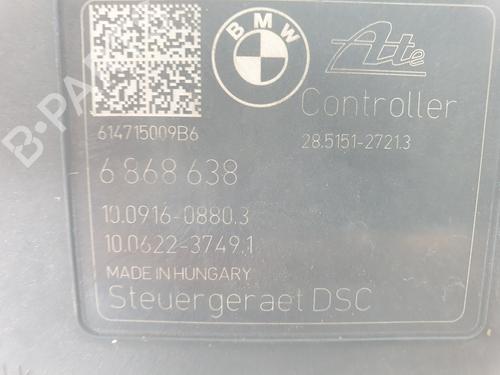 BMW
Ate
Controller
614715009B6
28.5151-2721.3
6 868 638
10.0916-0880.3
10.0622-3749.1
MADE IN HUNGARY
Steuergeraet DSC
B-PARTS